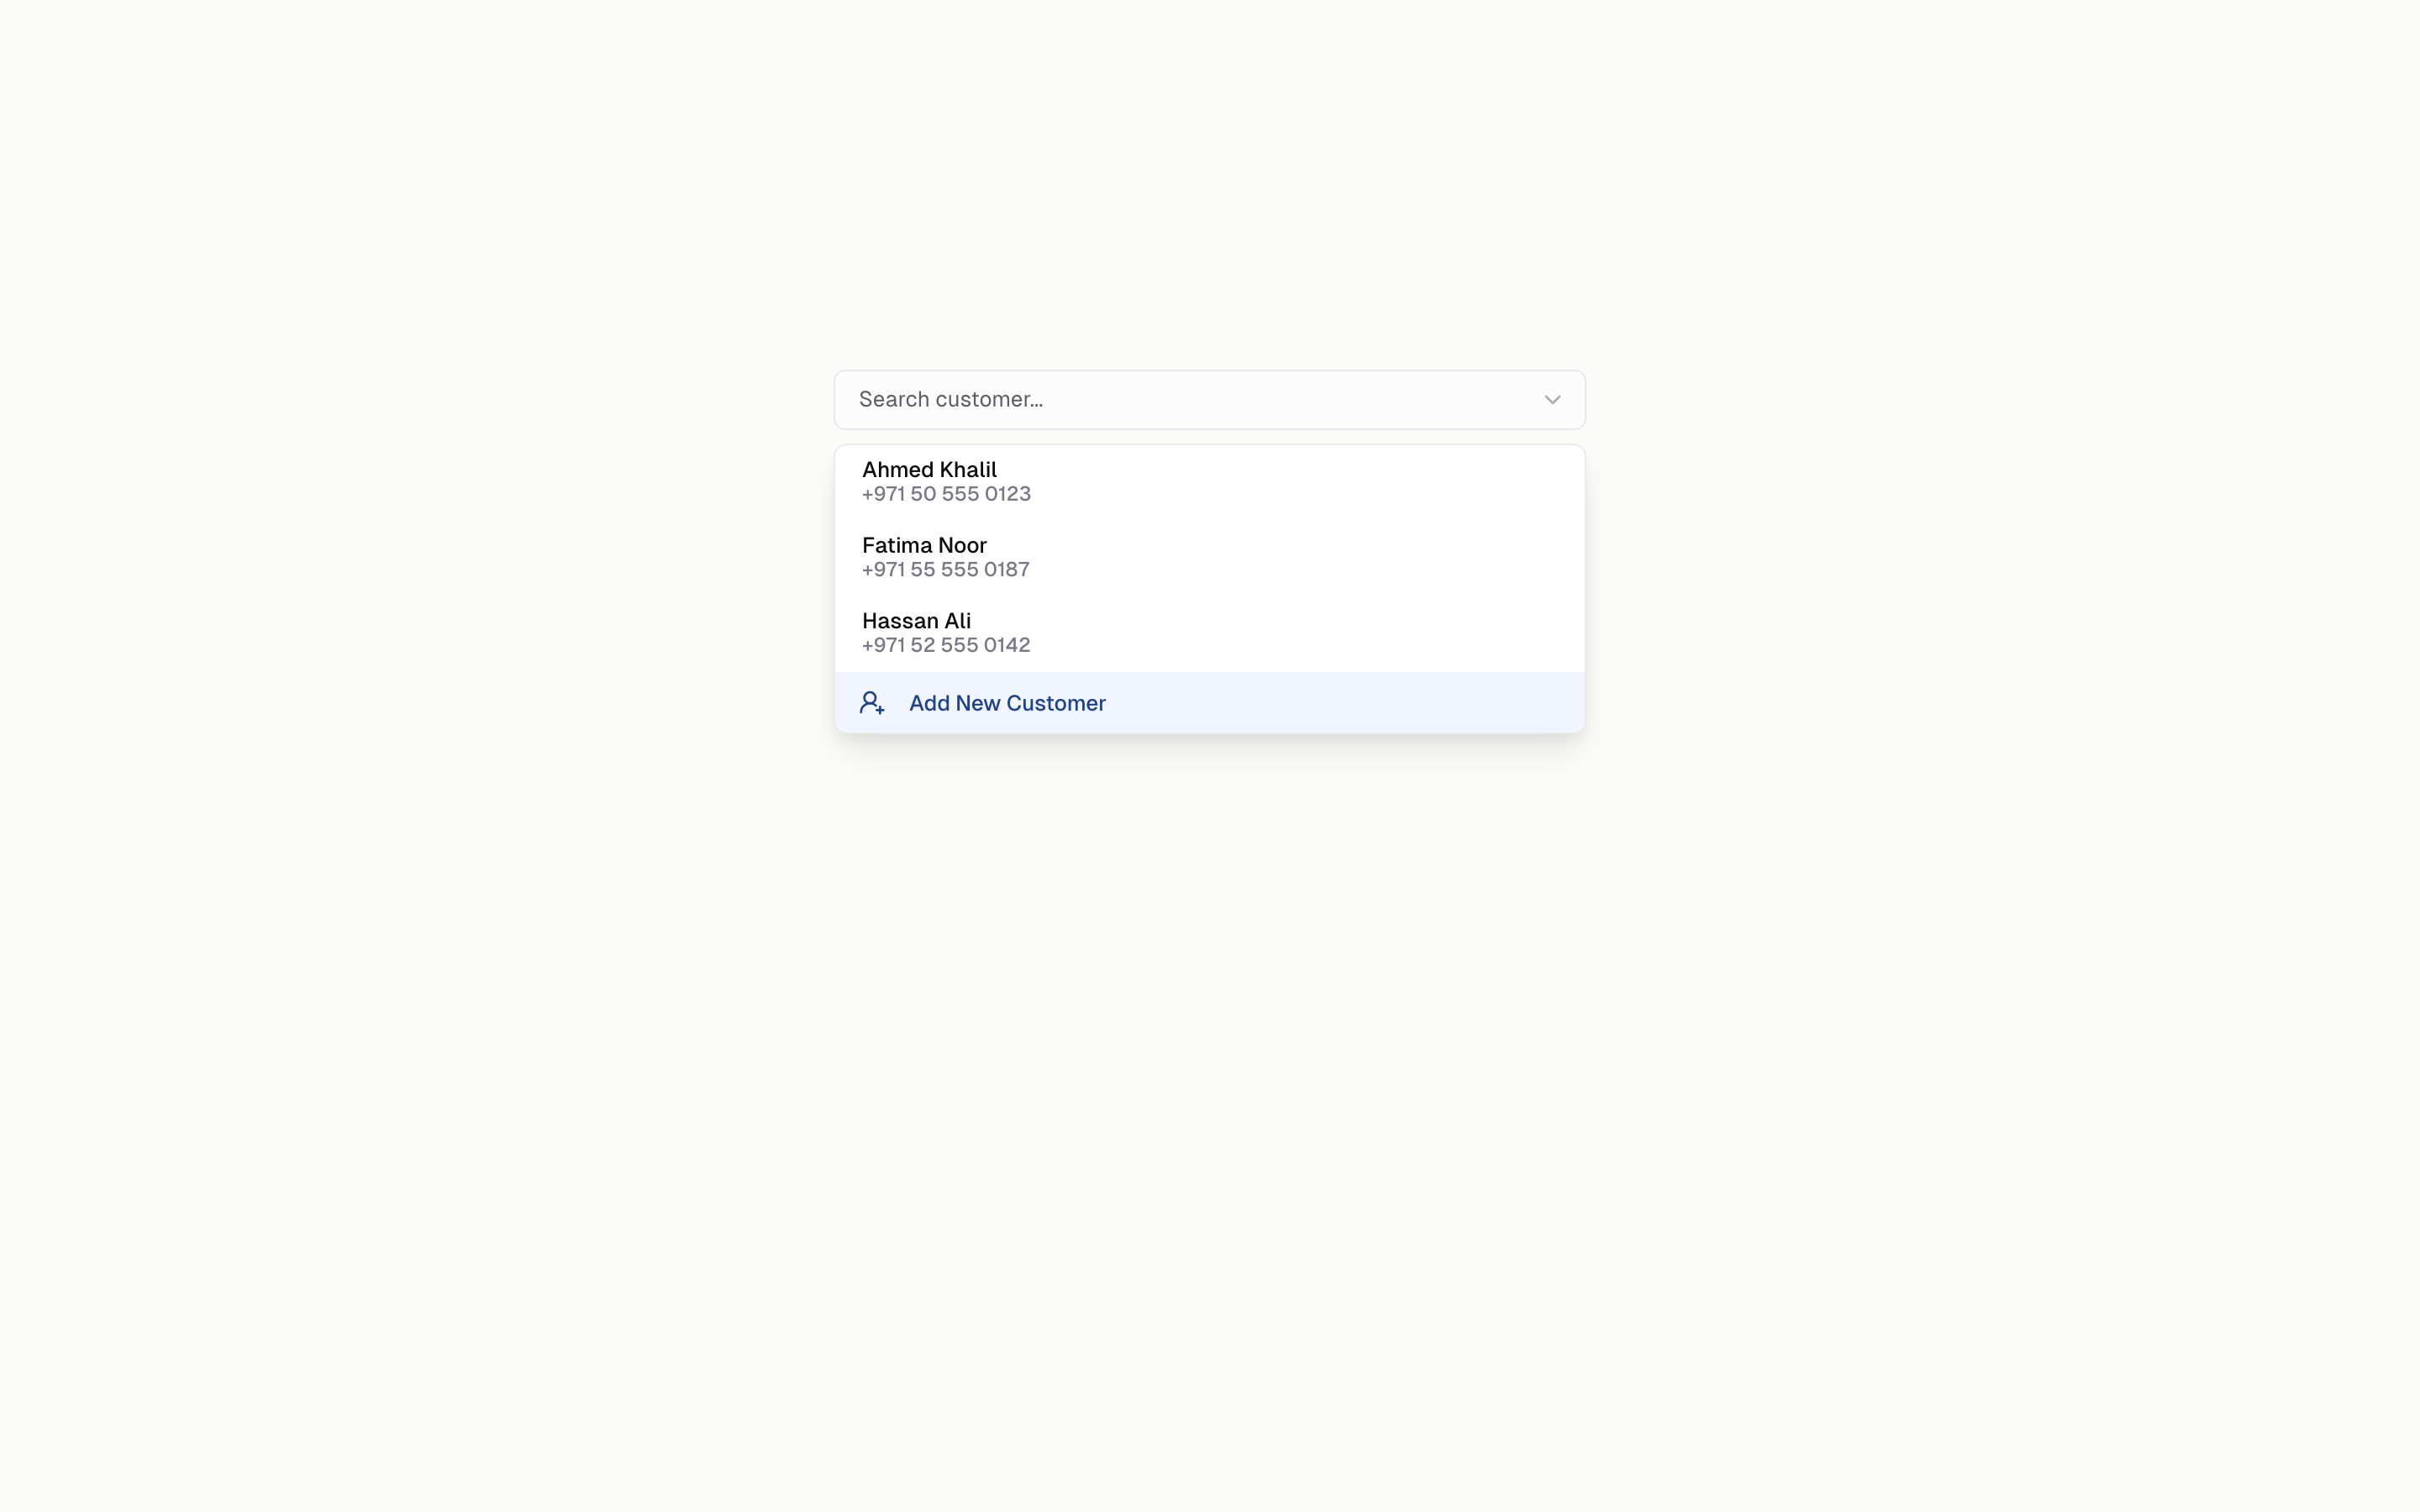 Search customer...
Ahmed Khalil
+971 50 555 0123
Fatima Noor
+971 55 555 0187
Hassan Ali
+971 52 555 0142
Add New Customer